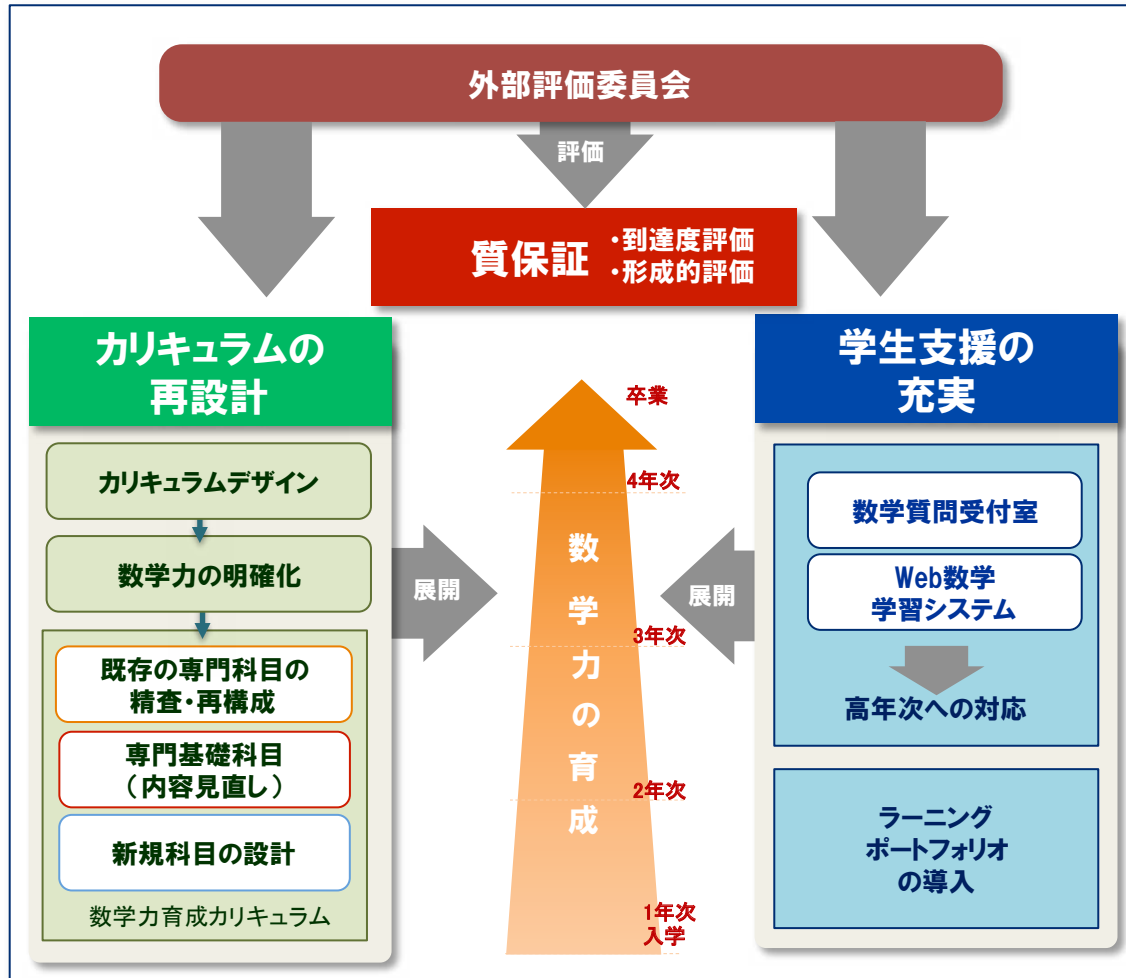 外部評価委員会
評価
質保証
・到達度評価
・形成的評価
カリキュラムの
再設計
カリキュラムデザイン
数学力の明確化
既存の専門科目の
精査・再構成
専門基礎科目
（内容見直し）
新規科目の設計
数学力育成カリキュラム
展開
卒業
4年次
3年次
2年次
1年次
入学
数学力の育成
展開
学生支援の
充実
数学質問受付室
Web数学
学習システム
高年次への対応
ラーニング
ポートフォリオ
の導入